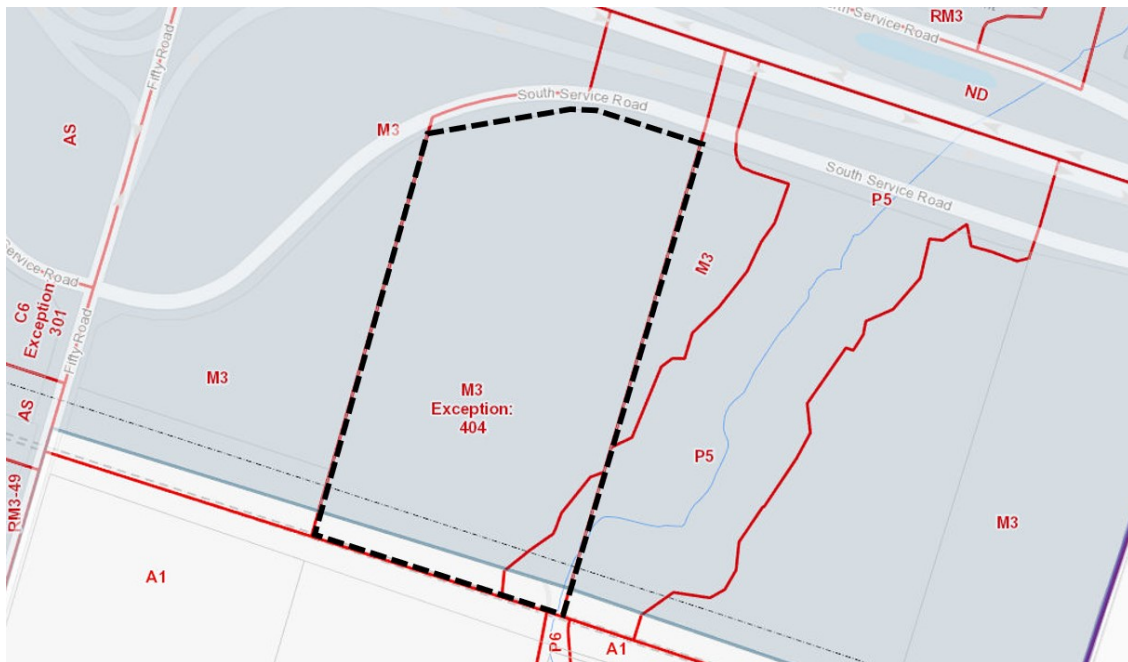 RM3
rn Service Road
Fifty Road
ND
South Service Road
AS
M3
South Service Road
P5
M3
Service Road
C6
Exception
301
Fifty Road
M3
M3
Exception:
404
AS
P5
RM3-49
M3
A1
P6
A1